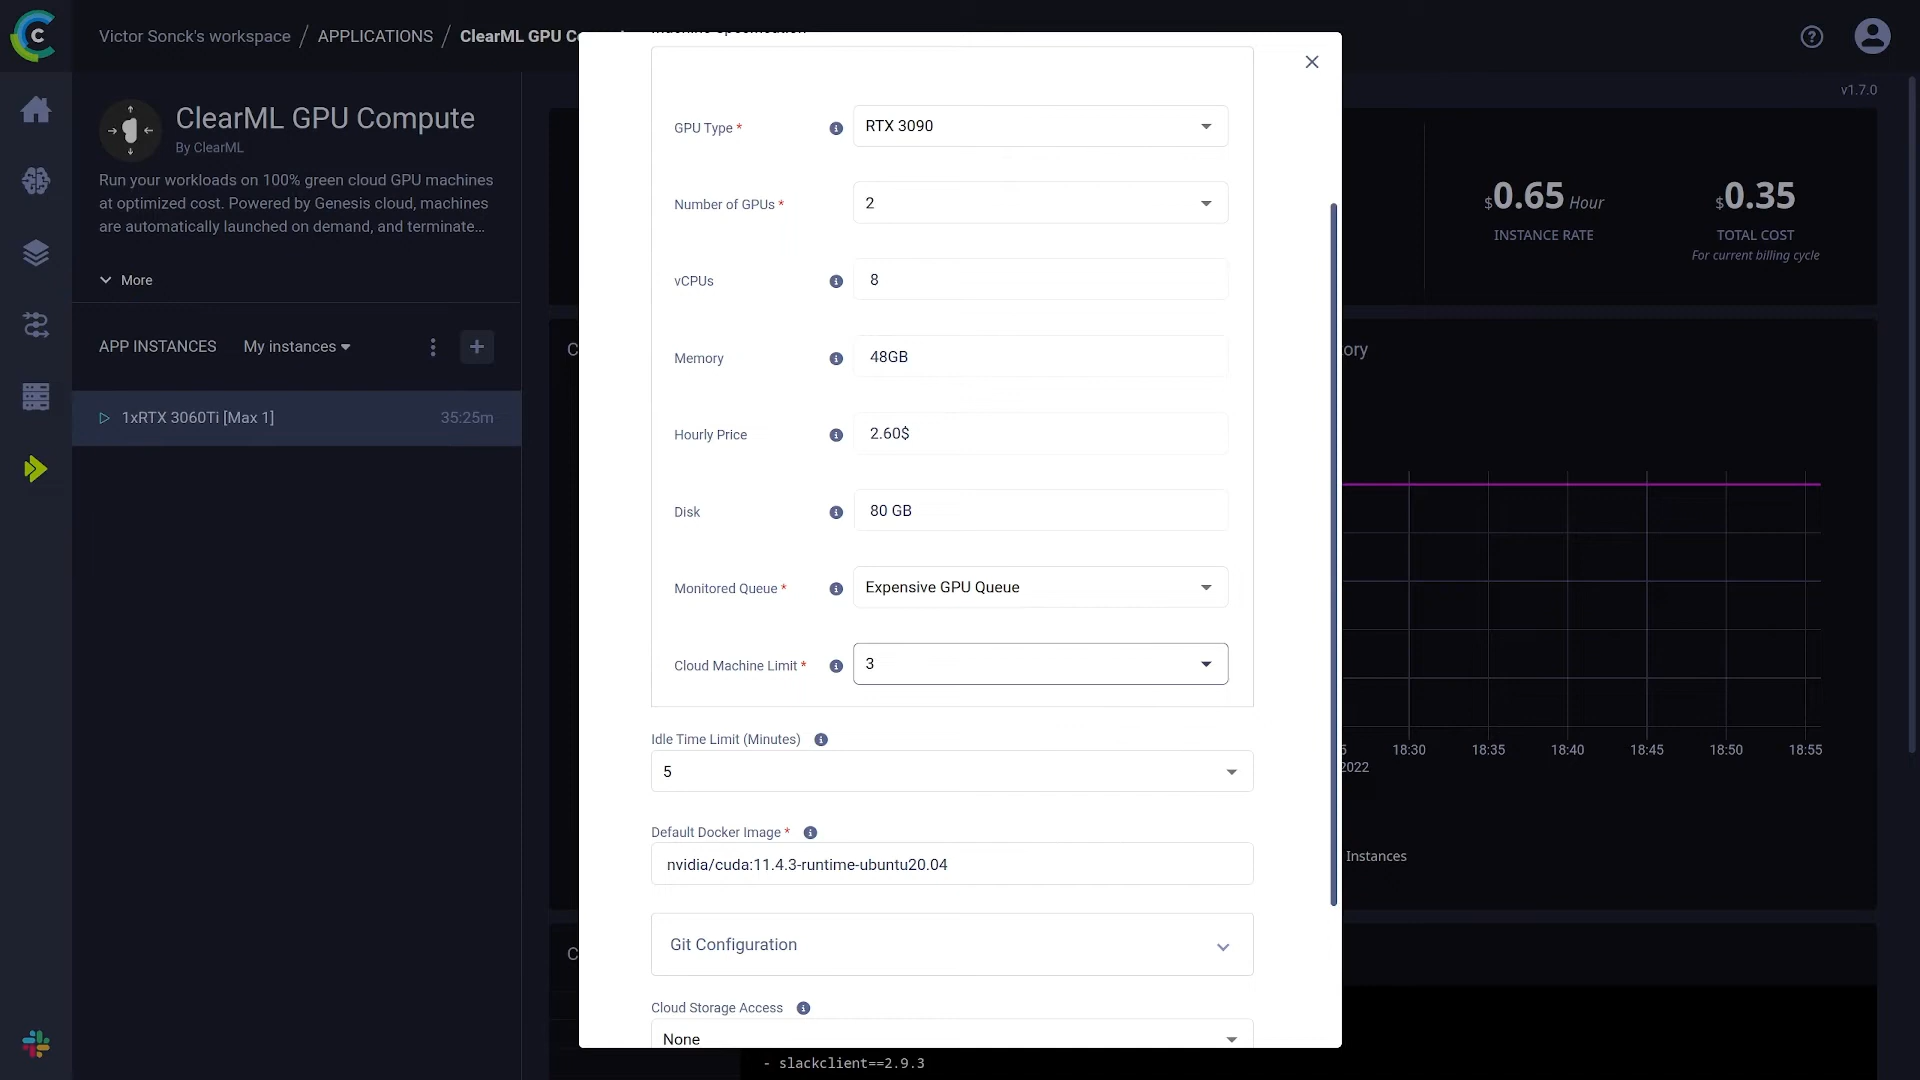 Victor Sonck's workspace / APPLICATIONS / ClearML GPU Co
v1.7.0
ClearML GPU Compute
By ClearML
Run your workloads on 100% green cloud GPU machines
at optimized cost. Powered by Genesis cloud, machines
are automatically launched on demand, and terminate...
More
APP INSTANCES My instances
1xRTX 3060Ti [Max 1] 35:25m
Machine Specification
GPU Type * RTX 3090
Number of GPUs * 2
vCPUs 8
Memory 48GB
Hourly Price 2.60$
Disk 80 GB
Monitored Queue * Expensive GPU Queue
Cloud Machine Limit * 3
Idle Time Limit (Minutes)
5
Default Docker Image *
nvidia/cuda:11.4.3-runtime-ubuntu20.04
Git Configuration
Cloud Storage Access
None
$0.65 Hour
INSTANCE RATE
$0.35
TOTAL COST
For current billing cycle
ory
18:30 18:35 18:40 18:45 18:50 18:55
2022
Instances
- slackclient==2.9.3